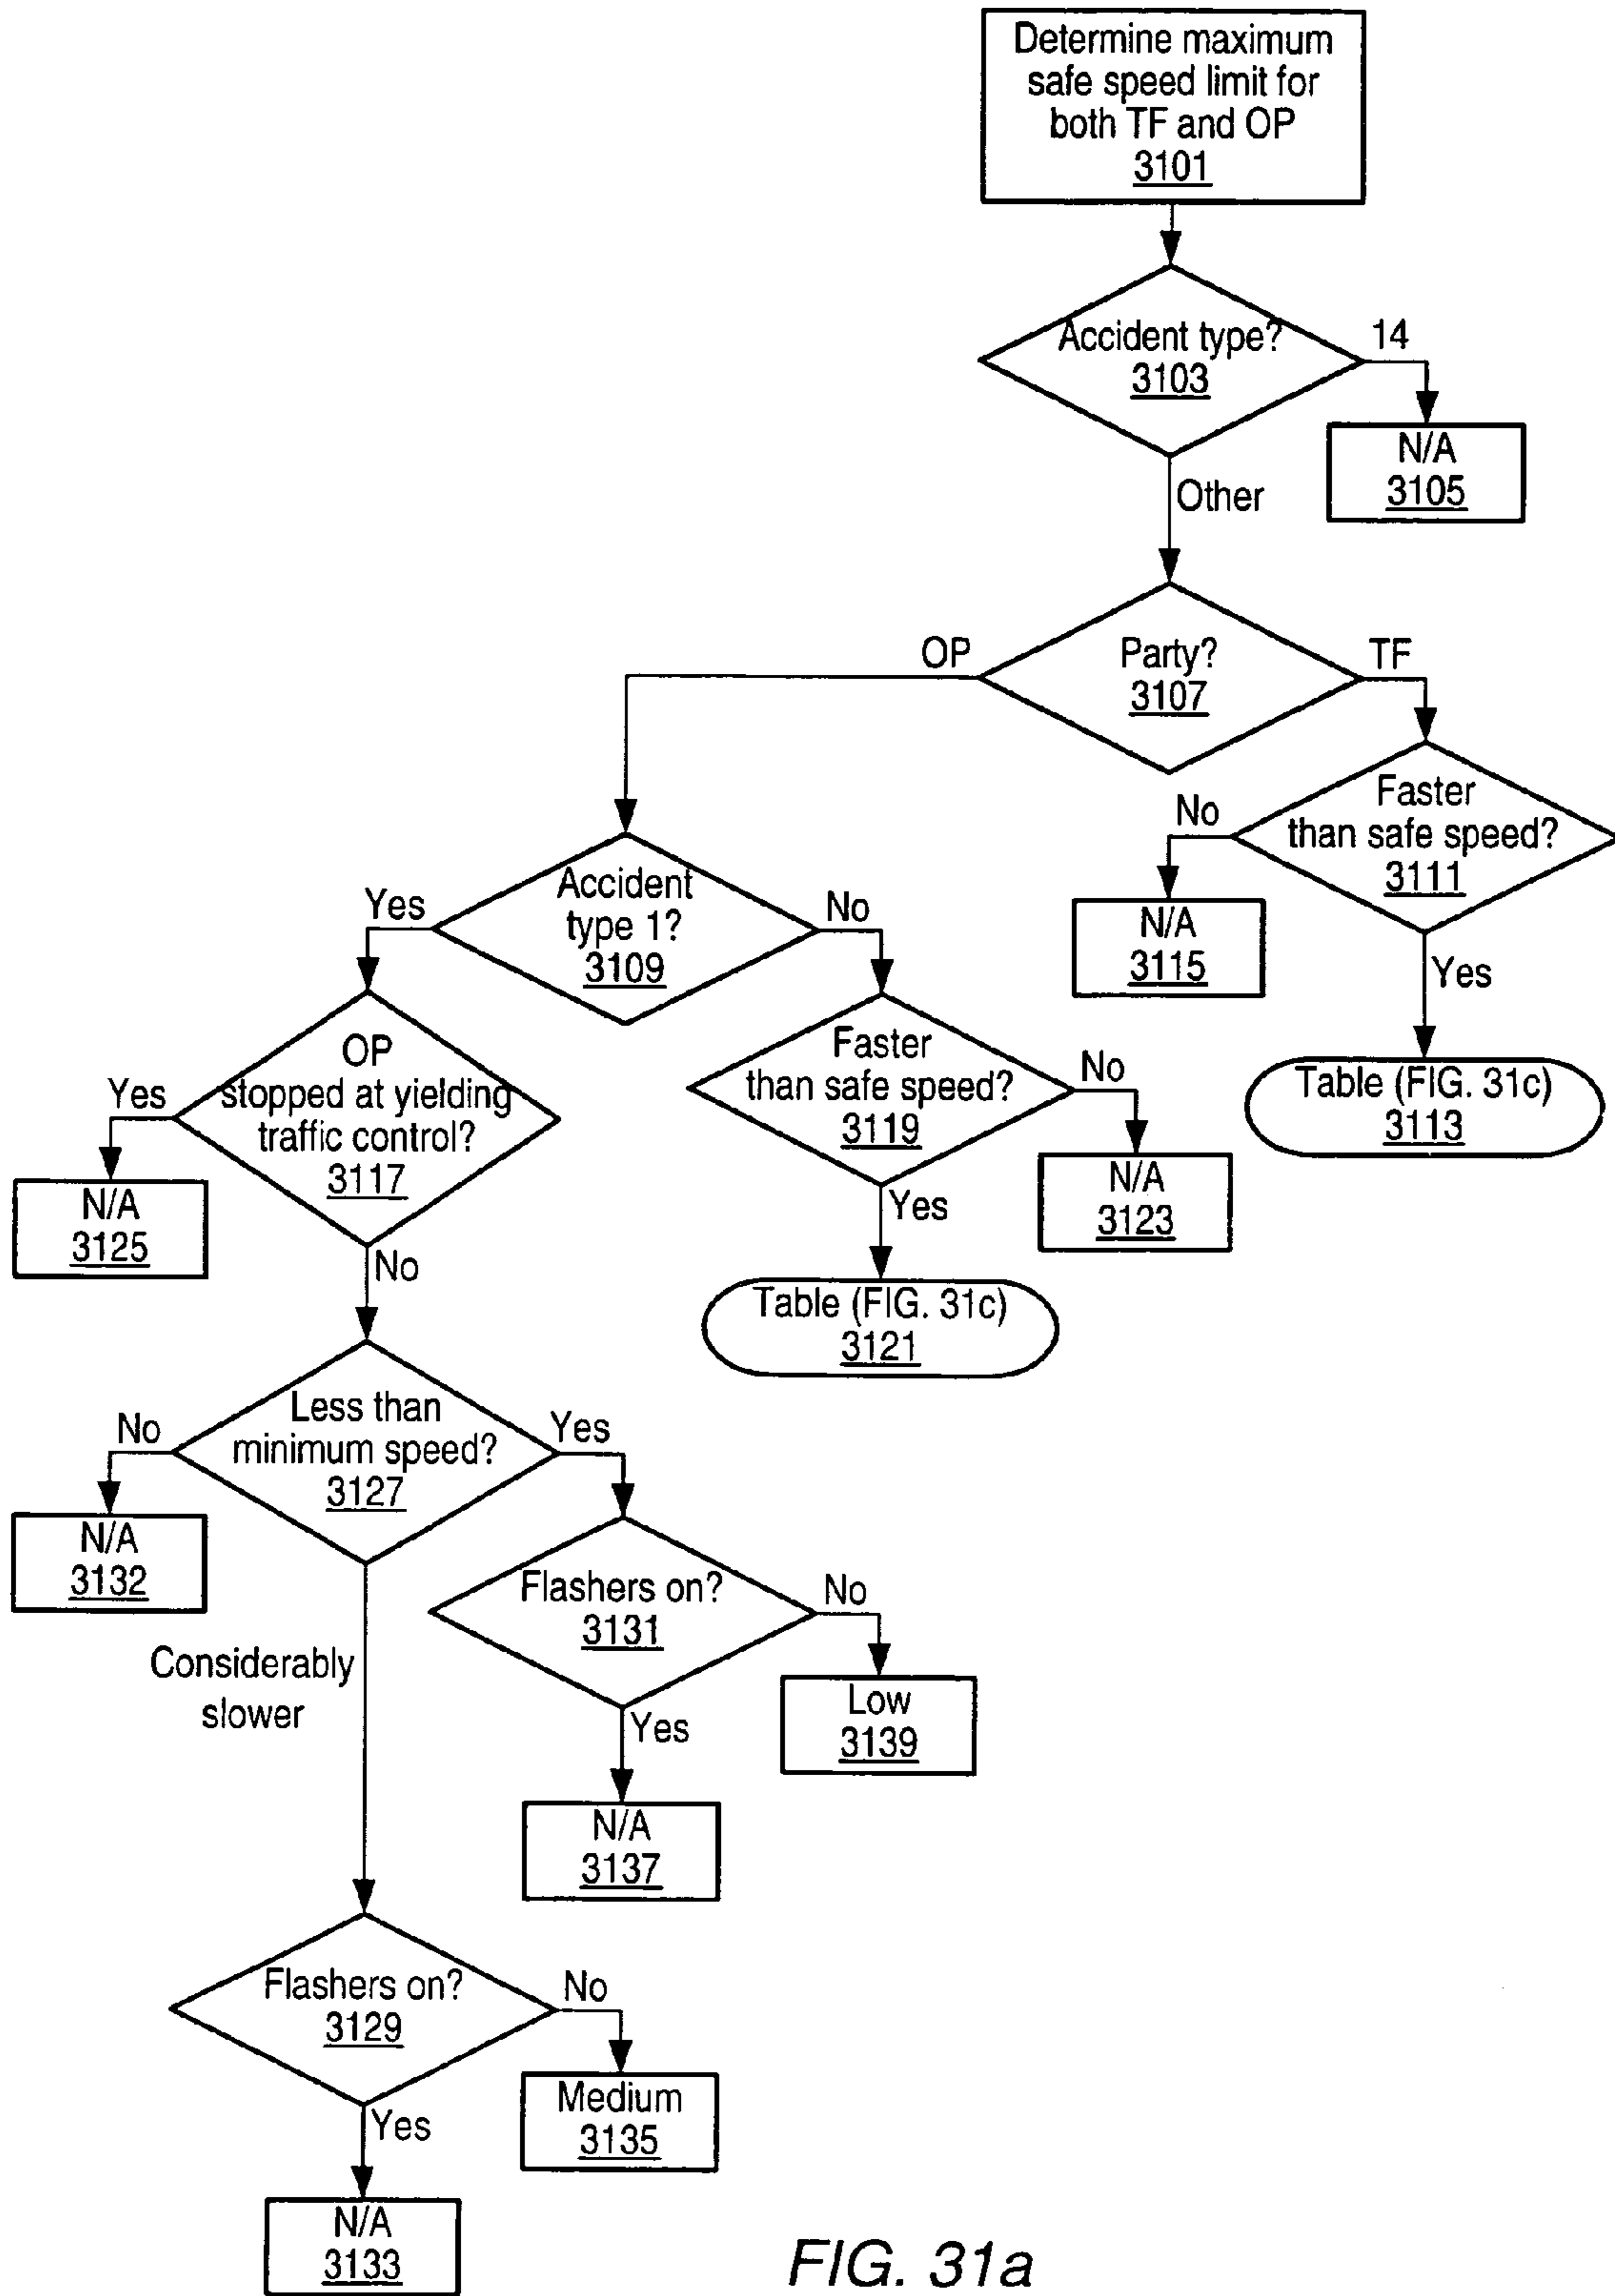 Determine maximum
safe speed limit for
both TF and OP
3101
Accident type?
3103
14
N/A
3105
Other
Party?
3107
OP
TF
Faster
than safe speed?
3111
No
N/A
3115
Yes
Table (FIG. 31c)
3113
Accident
type 1?
3109
Yes
No
OP
stopped at yielding
traffic control?
3117
Yes
N/A
3125
No
Faster
than safe speed?
3119
No
N/A
3123
Yes
Table (FIG. 31c)
3121
Less than
minimum speed?
3127
No
N/A
3132
Yes
Flashers on?
3131
No
Low
3139
Yes
N/A
3137
Considerably
slower
Flashers on?
3129
No
Medium
3135
Yes
N/A
3133
FIG. 31a